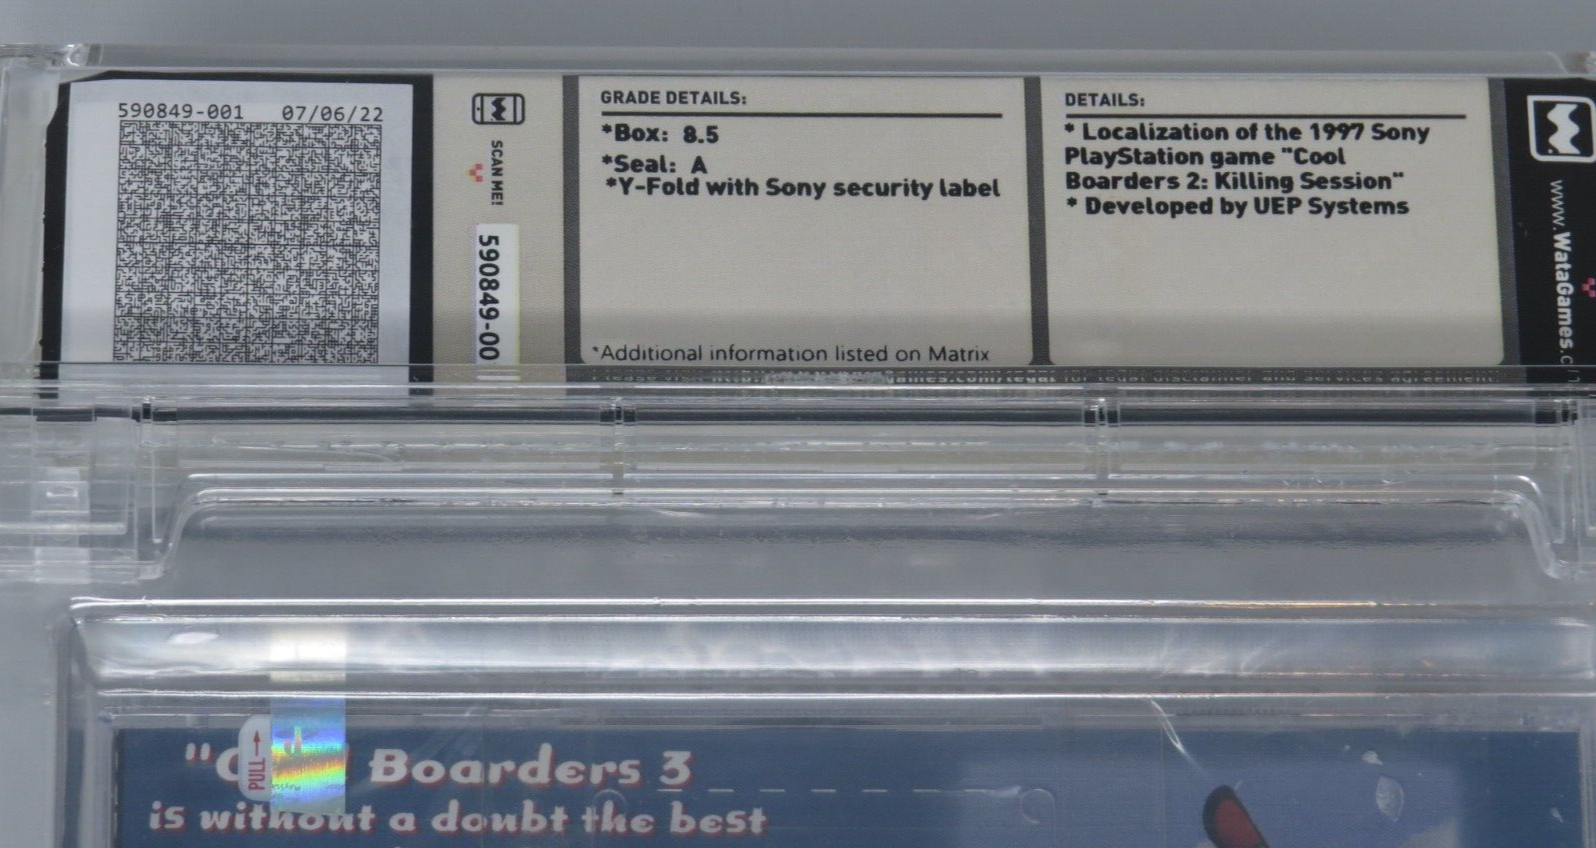 590849-001 07/06/22
SCAN ME!
590849-00
GRADE DETAILS:
*Box: 8.5
*Seal: A
*Y-Fold with Sony security label
*Additional information listed on Matrix
DETAILS:
* Localization of the 1997 Sony
PlayStation game "Cool
Boarders 2: Killing Session"
* Developed by UEP Systems
www.WataGames.c
PULL→
Boarders 3
is without a doubt the best